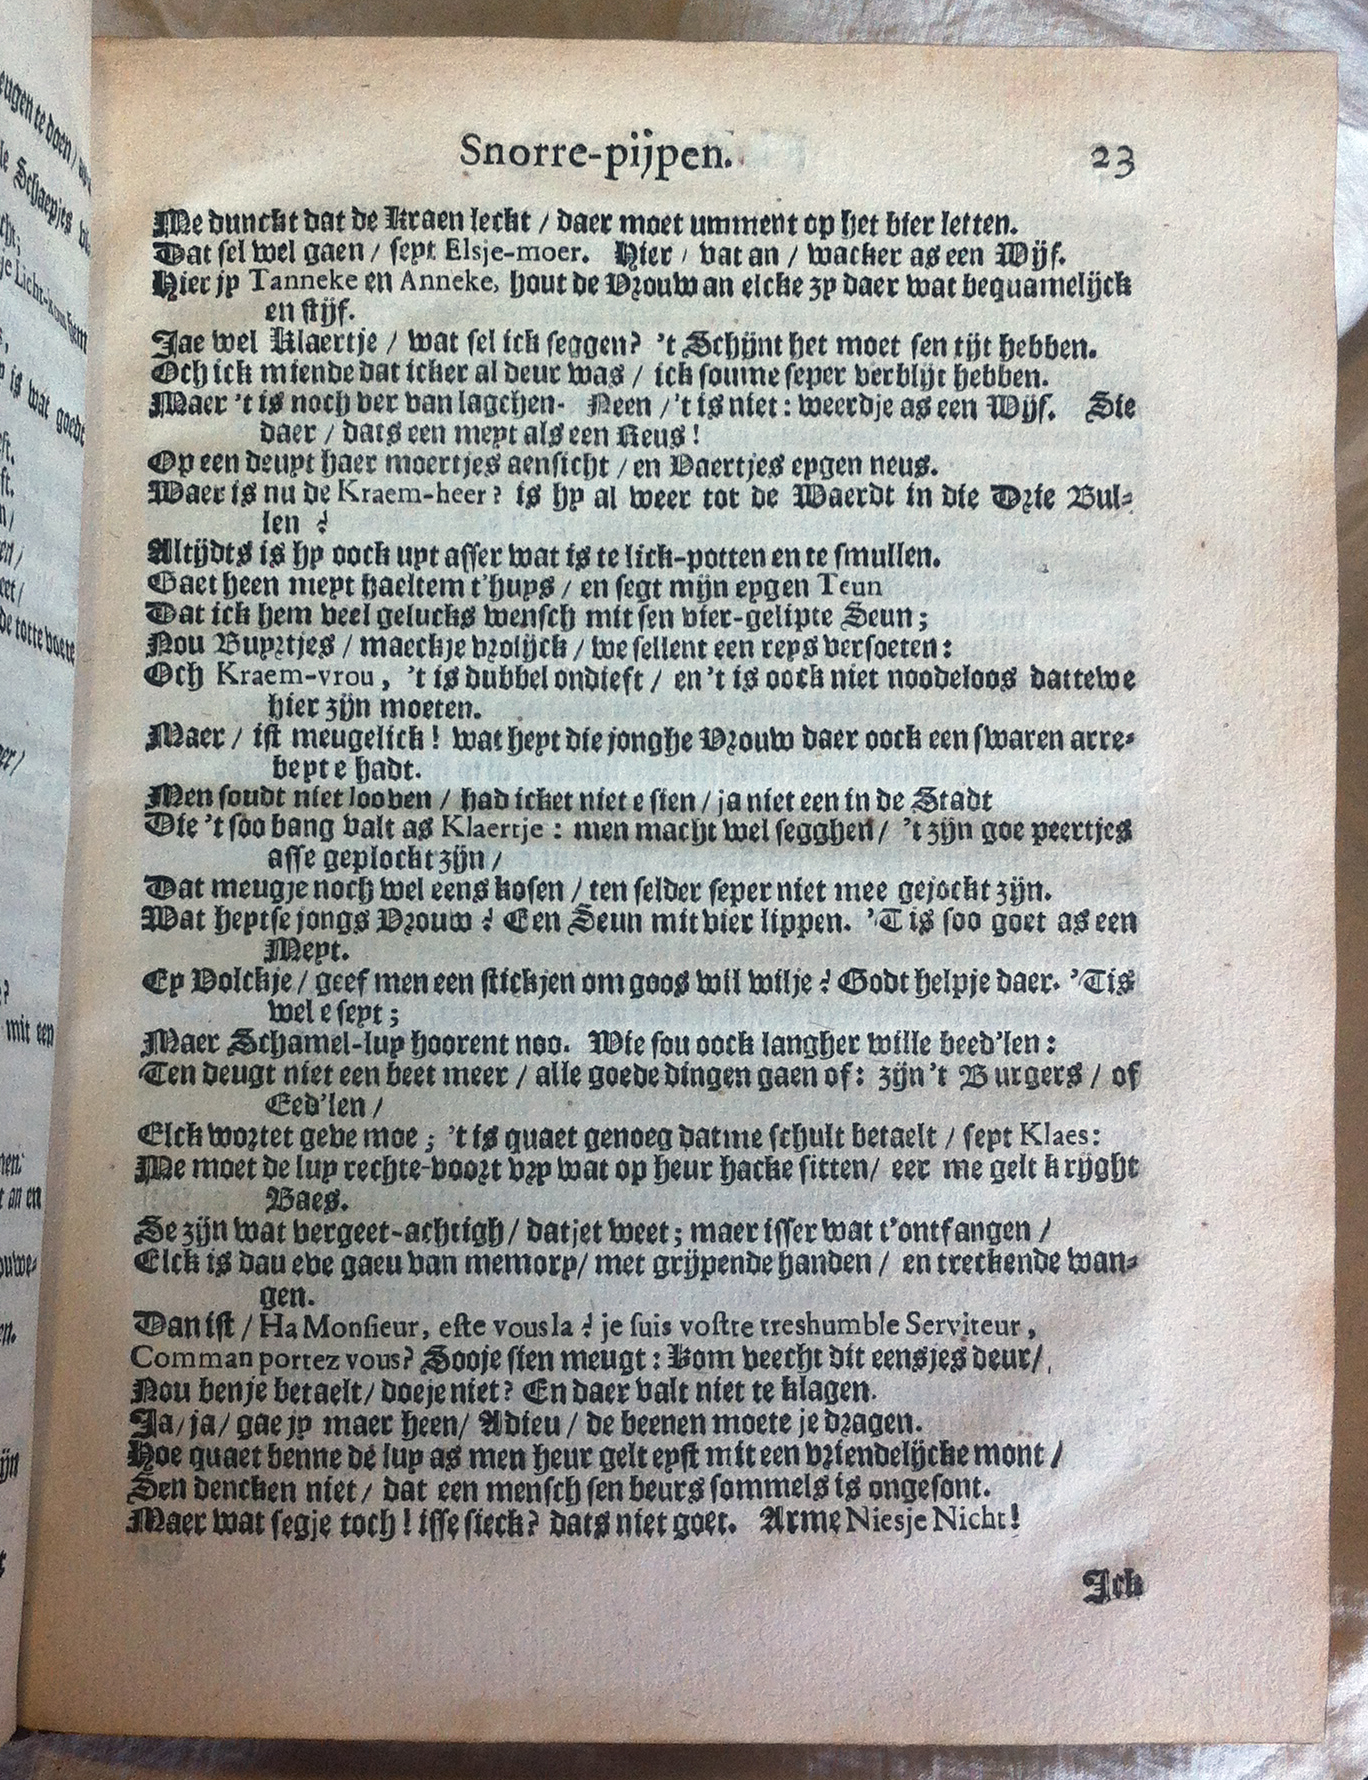 Snorre-pijpen. 23
Me dunckt dat de Kraen leckt / daer moet umment op het bier letten.
Dat sel wel gaen / seyt Elsje-moer. Hier / vat an / wacker as een Wijf.
Hier jy Tanneke en Anneke, hout de Vrouw an elcke zy daer wat bequamelijck
en stijf.
Jae wel Klaertje / wat sel ick seggen? 't Schijnt het moet sen tijt hebben.
Och ick miende dat icker al deur was / ick soume seper verblijt hebben.
Maer 't is noch ver van lagchen. Neen / 't is niet: weerdje as een Wijf. Sie
daer / dats een meyt als een Reus!
Op een deuyt haer moertjes aensicht / en Vaertjes eygen neus.
Waer is nu de Kraem-heer? is hy al weer tot de Waerdt in die Drie Bul-
len?
Altijdts is hy oock uyt asser wat is te lick-potten en te smullen.
Gaet heen meyt haeltem t'huys / en segt mijn eygen Teun
Dat ick hem veel gelucks wensch mit sen vier-gelipte Seun;
Nou Buyrtjes / maeckje vrolijck / we sellent een reys versoeten:
Och Kraem-vrou, 't is dubbel ondieft / en 't is oock niet noodeloos dattewe
hier zijn moeten.
Maer / ist meugelick! wat heyt die jonghe Vrouw daer oock een swaren arre-
beyt e hadt.
Men soudt niet looven / had icket niet e sien / ja niet een in de Stadt
Die 't soo bang valt as Klaertje: men macht wel segghen / 't zijn goe peertjes
asse geplockt zijn /
Dat meugje noch wel eens kosen / ten selder seper niet mee gejockt zijn.
Wat heytse jongs Vrouw? Een Seun mit vier lippen. 'T is soo goet as een
Meyt.
Ey Volckje / geef men een stickjen om goos wil wilje? Godt helpje daer. 'Tis
wel e seyt;
Maer Schamel-luy hoorent noo. Wie sou oock langher wille beed'len:
Ten deugt niet een beet meer / alle goede dingen gaen of: zijn 't Burgers / of
Eed'len /
Elck wortet geve moe; 't is quaet genoeg datme schult betaelt / seyt Klaes:
Me moet de luy rechte-voort vry wat op heur hacke sitten / eer me gelt krijght
Baes.
Se zijn wat vergeet-achtigh / datjet weet; maer isser wat t'ontfangen /
Elck is dau eve gaeu van memory / met grijpende handen / en treckende wan-
gen.
Dan ist / Ha Monsieur, este vous la? je suis vostre treshumble Serviteur,
Comman portez vous? Sooje sien meugt: kom veecht dit eensjes deur /
Nou benje betaelt / doeje niet? En daer valt niet te klagen.
Ja / ja / gae jy maer heen / Adieu / de beenen moete je dragen.
Hoe quaet benne de luy as men heur gelt eyst mit een vriendelijcke mont /
Sen dencken niet / dat een mensch sen beurs sommels is ongesont.
Maer wat segje toch! isse sieck? dats niet goet. Arme Niesje Nicht!
Ick